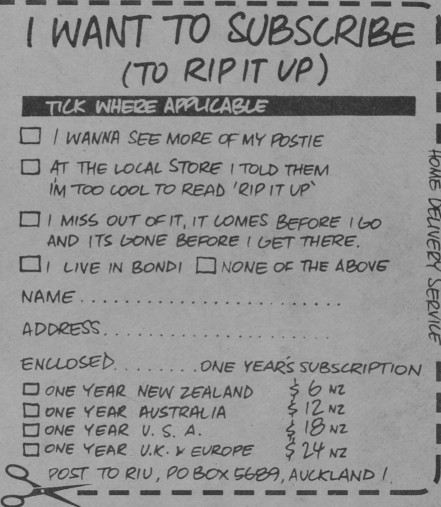 I WANT TO SUBSCRIBE
(TO RIP IT UP)
TICK WHERE APPLICABLE
I WANNA SEE MORE OF MY POSTIE
AT THE LOCAL STORE I TOLD THEM
I'M TOO COOL TO READ 'RIP IT UP'
I MISS OUT OF IT, IT COMES BEFORE I GO
AND ITS GONE BEFORE I GET THERE.
I LIVE IN BONDI NONE OF THE ABOVE
NAME . . . . . . . . . . . . . . . . . . . . . . . .
ADDRESS. . . . . . . . . . . . . . . . . . . . . .
ENCLOSED. . . . . . . . ONE YEAR'S SUBSCRIPTION
ONE YEAR NEW ZEALAND $ 6 NZ
ONE YEAR AUSTRALIA $ 12 NZ
ONE YEAR U. S. A. $ 18 NZ
ONE YEAR U.K. & EUROPE $ 24 NZ
POST TO RIU, PO BOX 5689, AUCKLAND 1.
HOME DELIVERY SERVICE